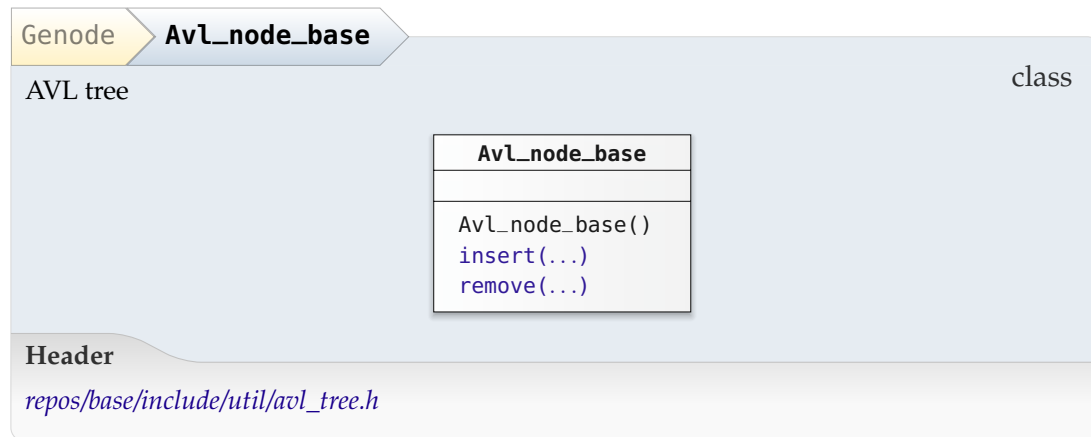 Genode Avl_node_base
class
AVL tree
Avl_node_base
Avl_node_base()
insert(...)
remove(...)
Header
repos/base/include/util/avl_tree.h